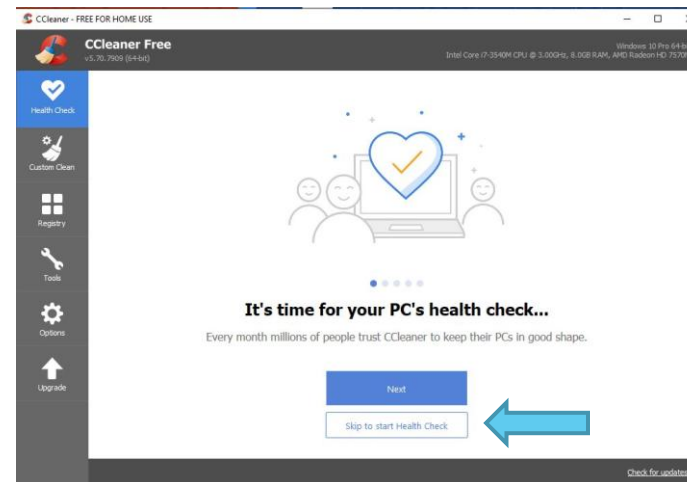 CCleaner - FREE FOR HOME USE
CCleaner Free
v5.70.7909 (64-bit)
Windows 10 Pro 64-b
Intel Core i7-3540M CPU @ 3.00GHz, 8.0GB RAM, AMD Radeon HD 7570M
Health Check
Custom Clean
Registry
Tools
Options
Upgrade
It's time for your PC's health check...
Every month millions of people trust CCleaner to keep their PCs in good shape.
Next
Skip to start Health Check
Check for updates